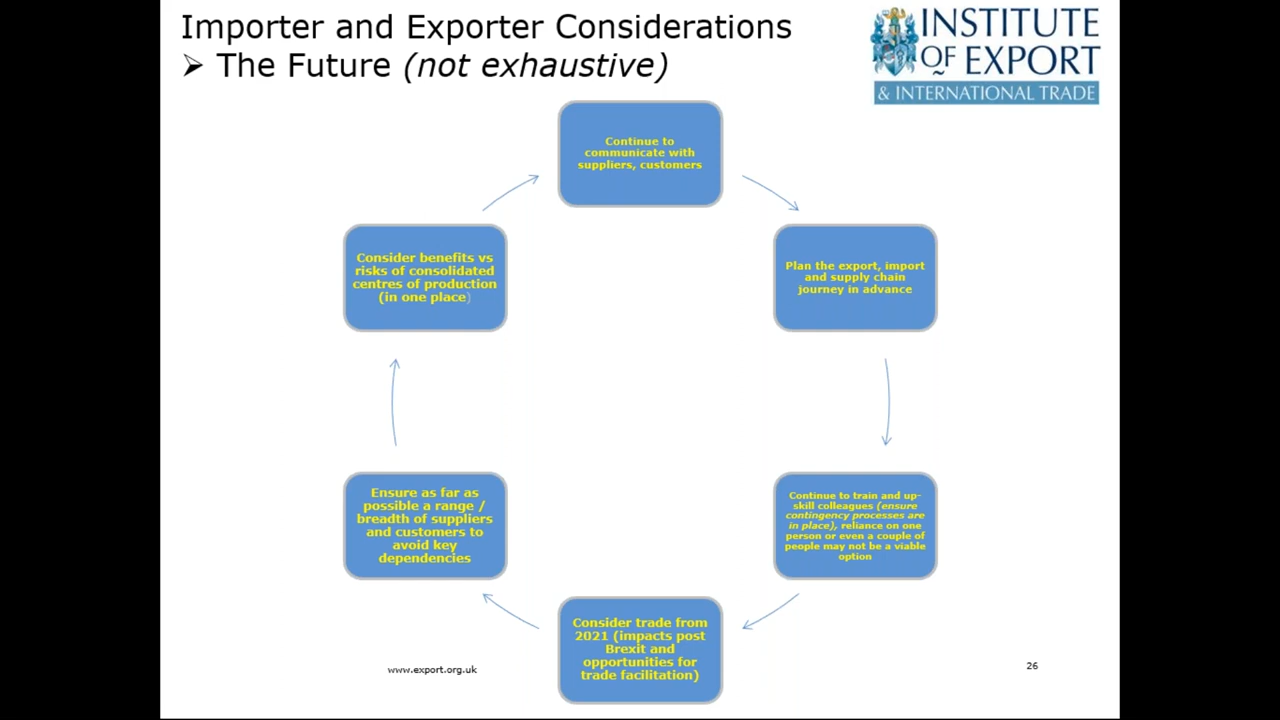 Importer and Exporter Considerations
➢ The Future (not exhaustive)
INSTITUTE
OF EXPORT
& INTERNATIONAL TRADE
Continue to
communicate with
suppliers, customers
Plan the export, import
and supply chain
journey in advance
Continue to train and up-
skill colleagues (ensure
contingency processes are
in place), reliance on one
person or even a couple of
people may not be a viable
option
Consider trade from
2021 (impacts post
Brexit and
opportunities for
trade facilitation)
Ensure as far as
possible a range /
breadth of suppliers
and customers to
avoid key
dependencies
Consider benefits vs
risks of consolidated
centres of production
(in one place)
www.export.org.uk
26